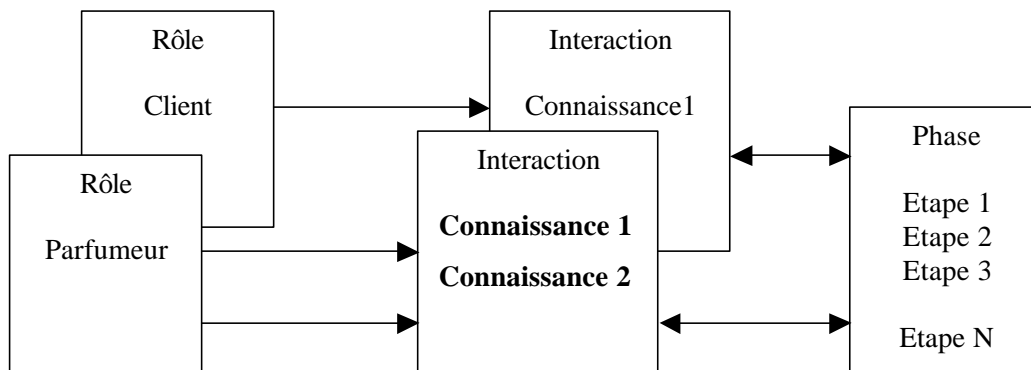 Rôle
Client
Rôle
Parfumeur
Interaction
Connaissance1
Interaction
Connaissance 1
Connaissance 2
Phase
Etape 1
Etape 2
Etape 3
Etape N